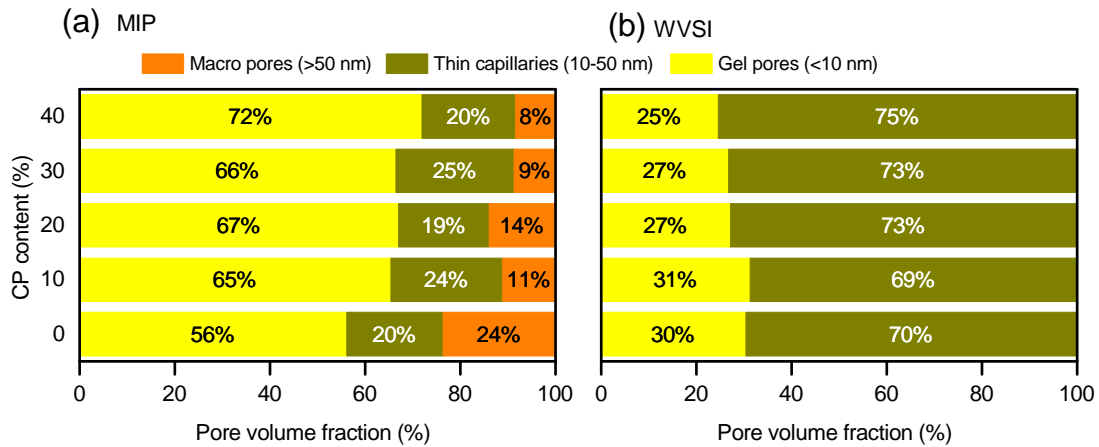 (a) MIP
(b) WVSI
Macro pores (>50 nm) Thin capillaries (10-50 nm) Gel pores (<10 nm)
CP content (%)
40 72% 20% 8%
30 66% 25% 9%
20 67% 19% 14%
10 65% 24% 11%
0 56% 20% 24%
0 20 40 60 80 100
Pore volume fraction (%)
25% 75%
27% 73%
27% 73%
31% 69%
30% 70%
0 20 40 60 80 100
Pore volume fraction (%)